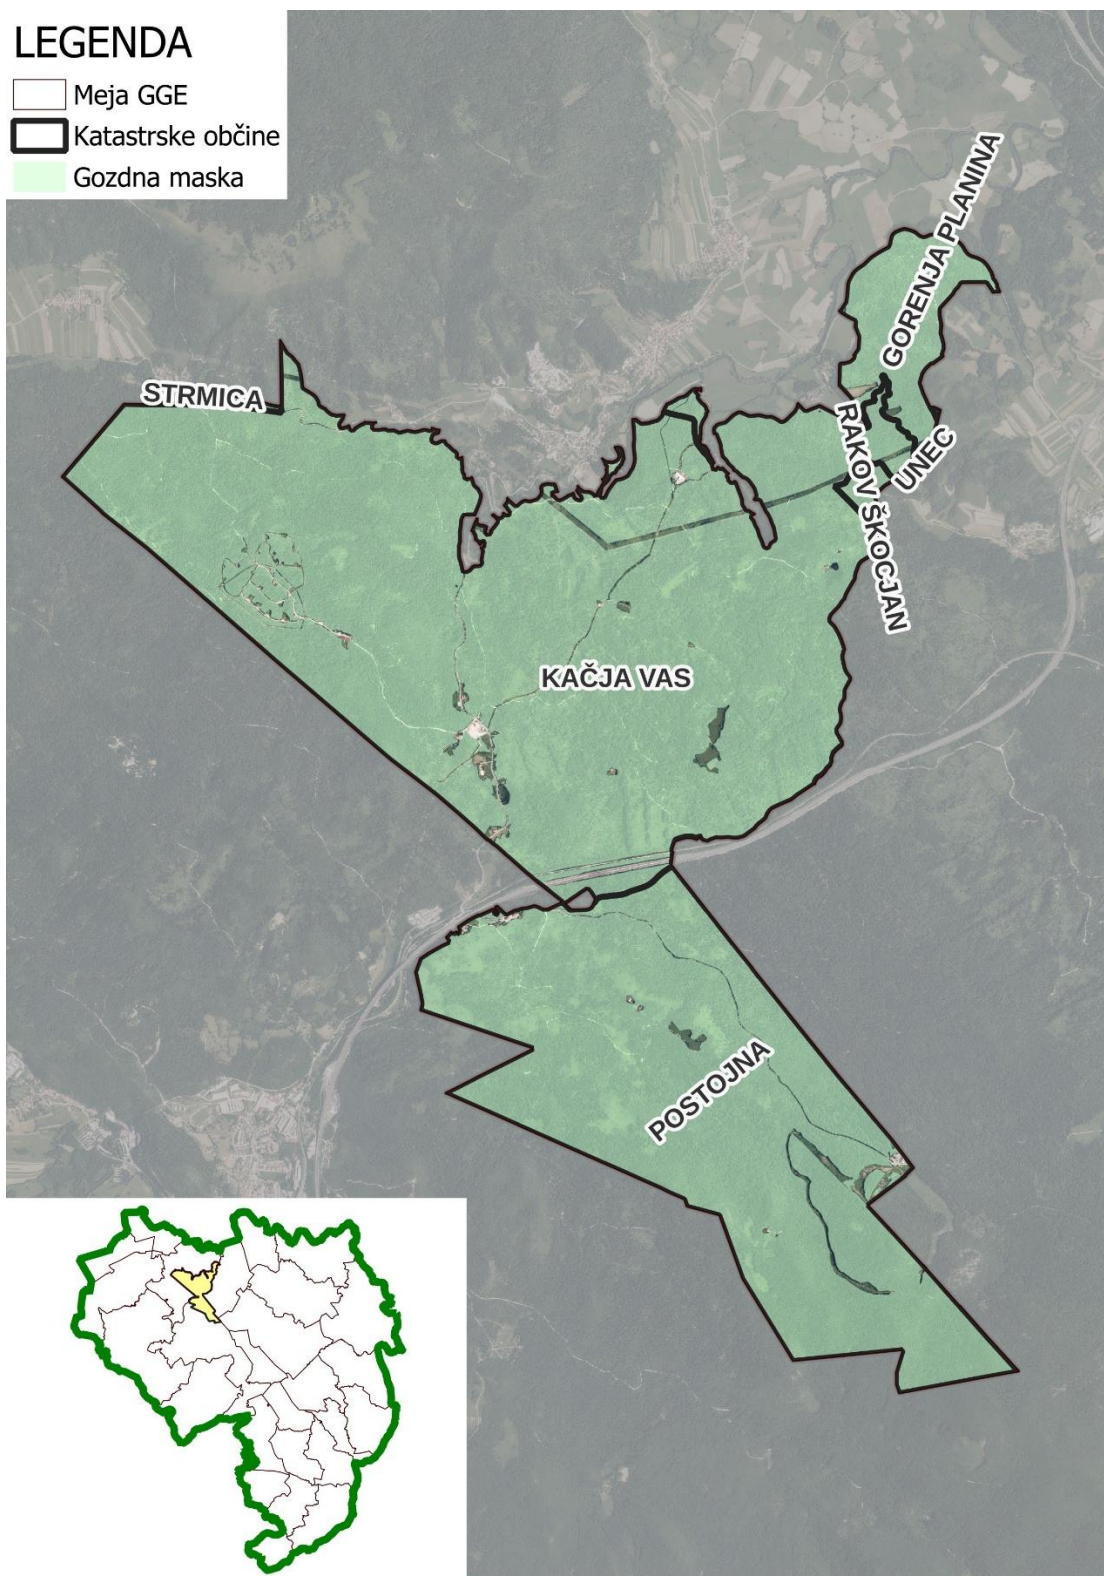 LEGENDA
Meja GGE
Katastrske občine
Gozdna maska
GORENJA PLANINA
STRMICA
RAKOV ŠKOCJAN
UNEC
KAČJA VAS
POSTOJNA